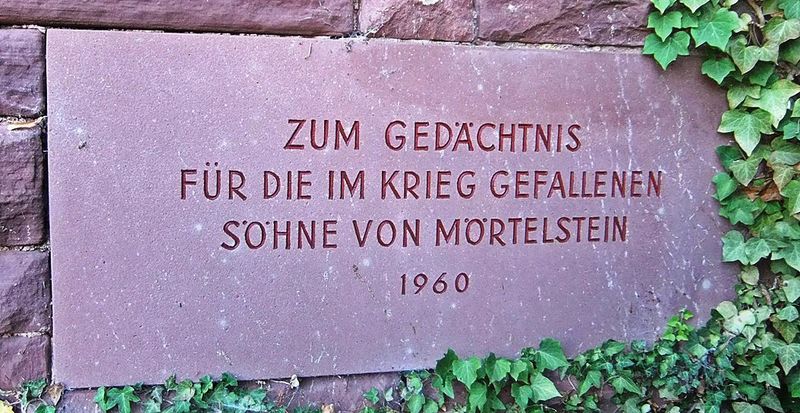 ZUM GEDÄCHTNIS
FÜR DIE IM KRIEG GEFALLENEN
SÖHNE VON MÖRTELSTEIN
1960